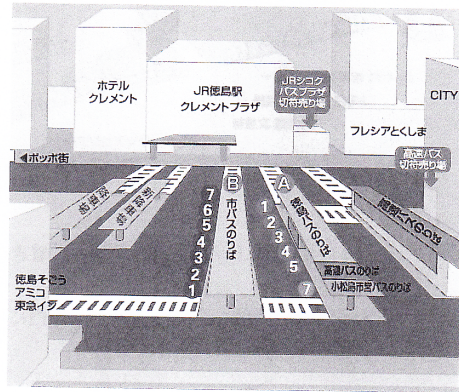 ホテル
クレメント
JR徳島駅
クレメントプラザ
JRシコク
バスプラザ
切符売り場
フレシアとくしま
CITY
高速バス
切符売り場
◀ポッポ街
B
市バスのりば
7
6
5
4
3
2
1
A
徳島バスのりば
1
2
3
4
5
7
高速バスのりば
小松島市営バスのりば
徳島そごう
アミコ
東急イン